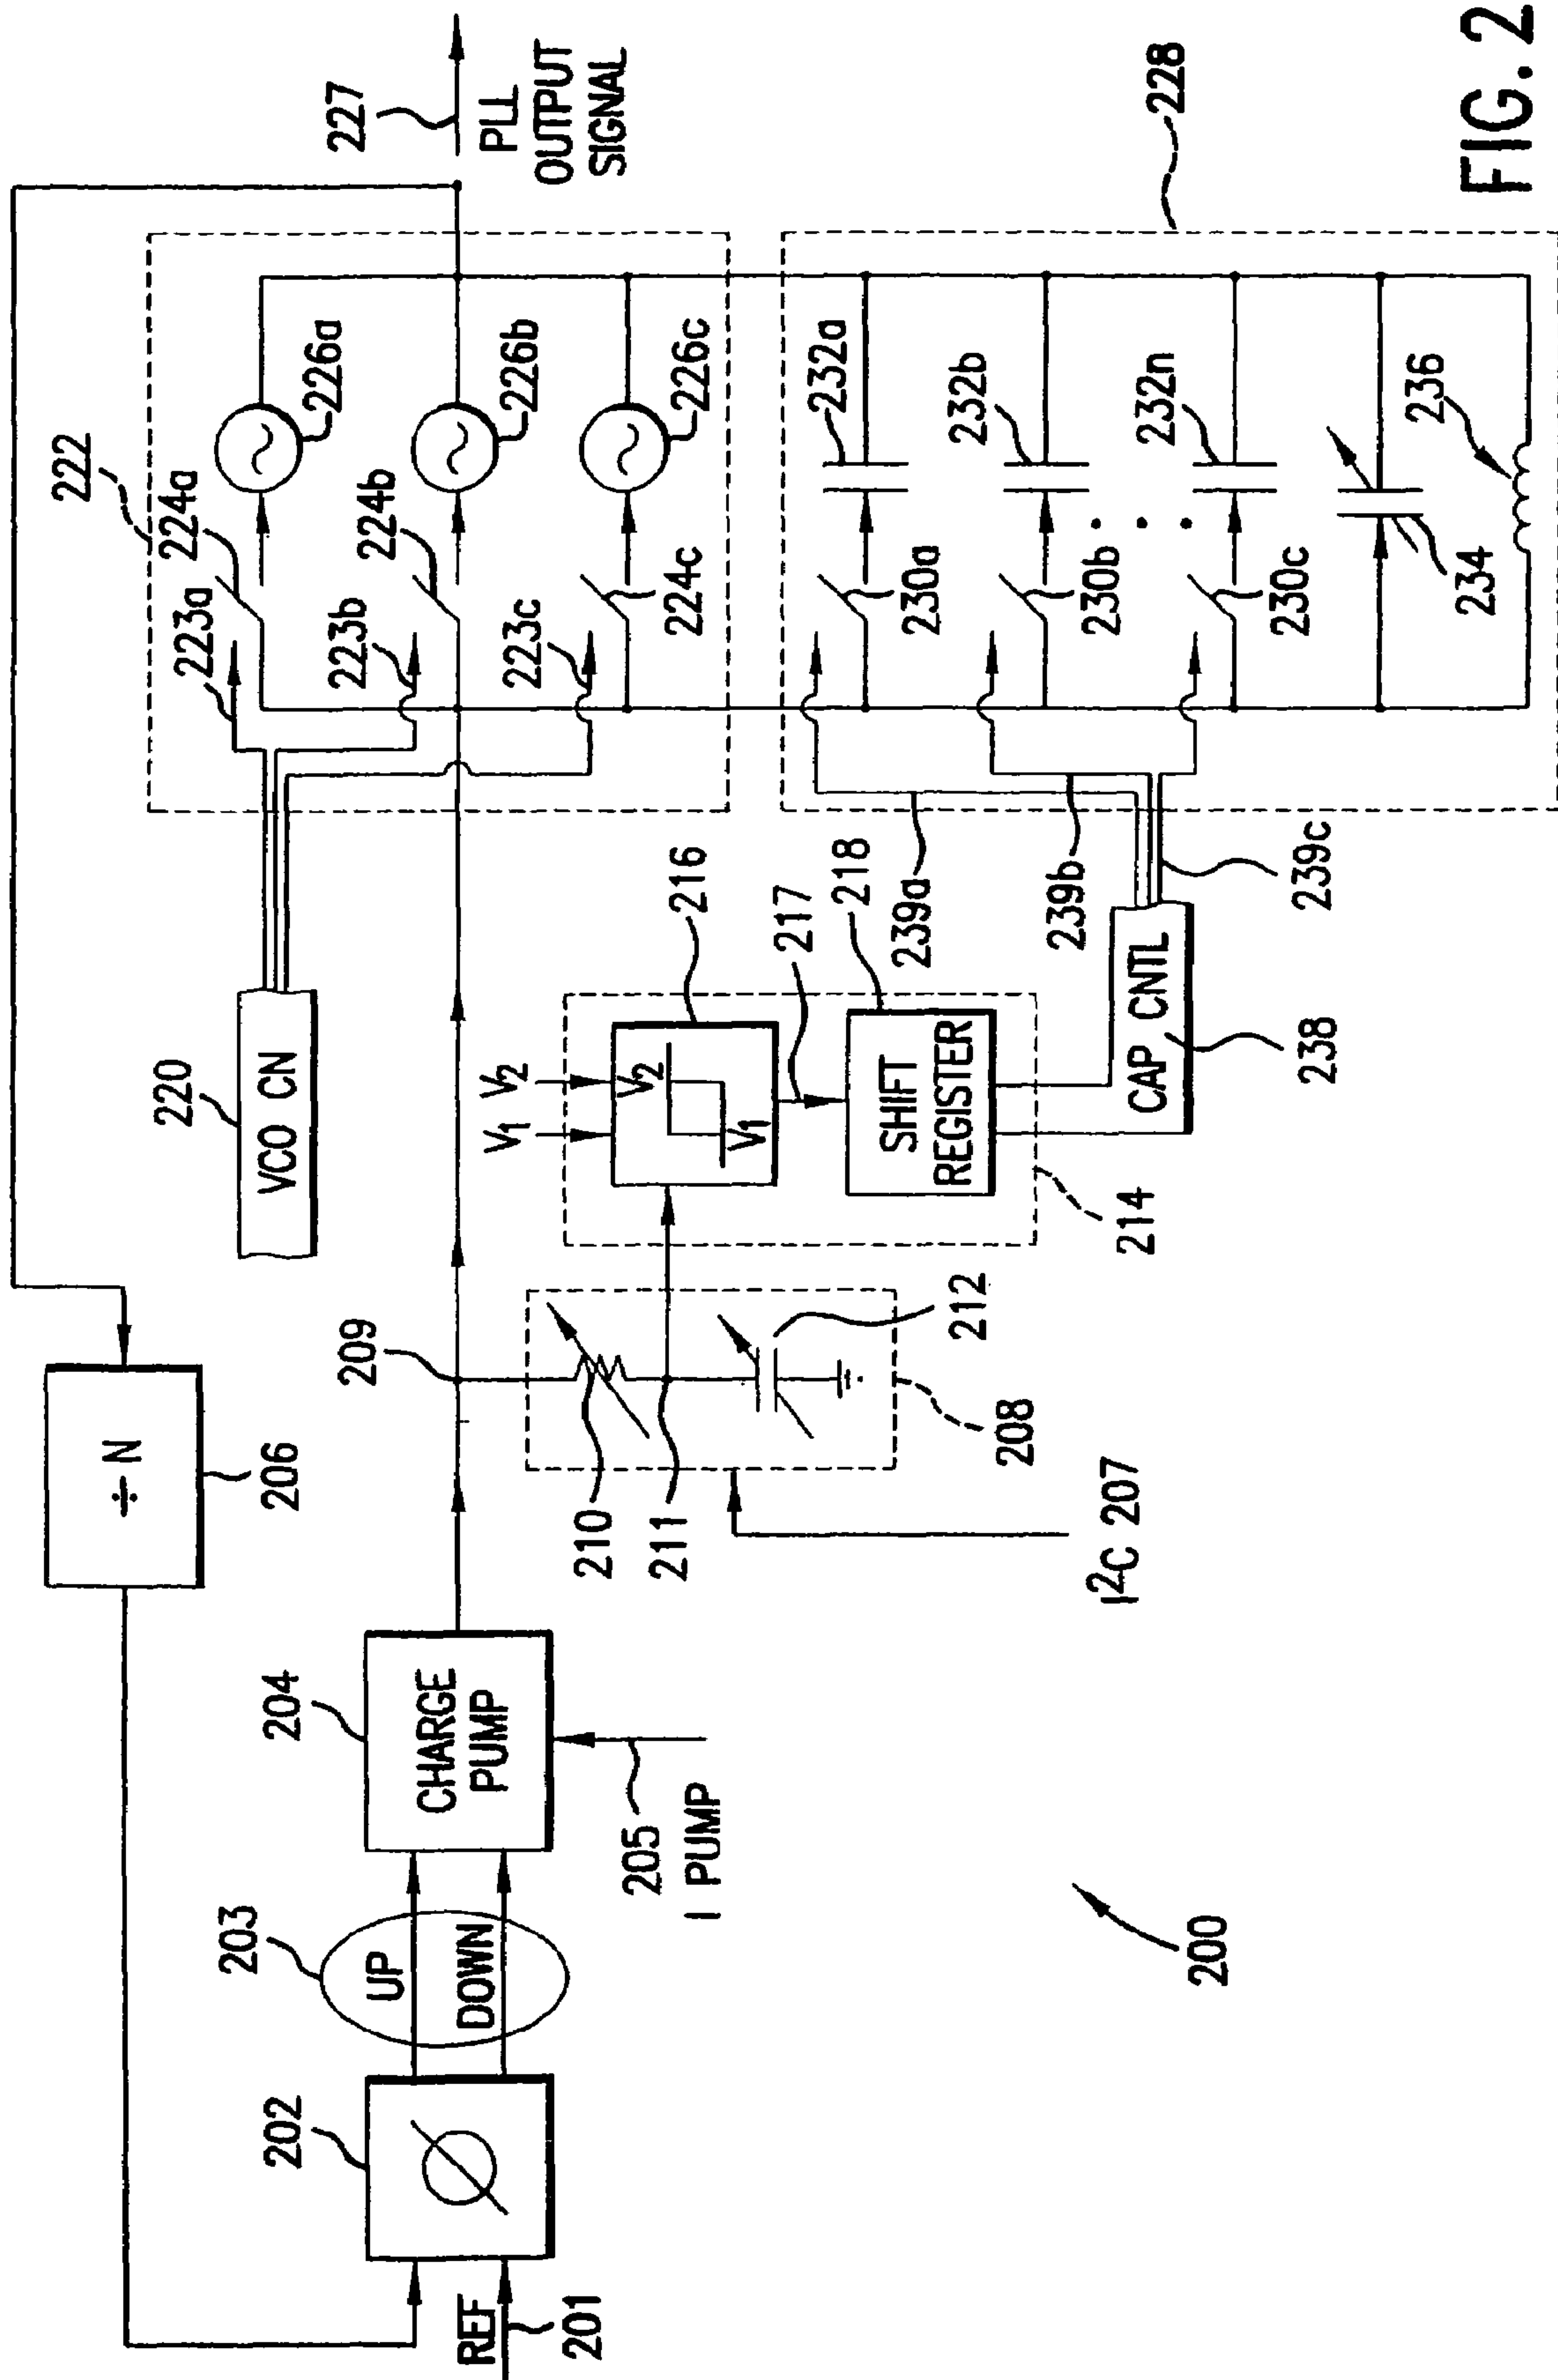 227
PLL
OUTPUT
SIGNAL
222
223a
224a
226a
223b
224b
226b
223c
224c
226c
÷ N
206
220
VCO CN
202
Ø
REF
201
203
UP
DOWN
204
CHARGE
PUMP
205
I PUMP
209
210
211
212
208
I2C 207
V1 V2
V2
V1
216
217
218
SHIFT
REGISTER
214
239a
239b
239c
CAP CNTL
238
228
230a
232a
230b
232b
230c
232n
234
236
200
FIG. 2